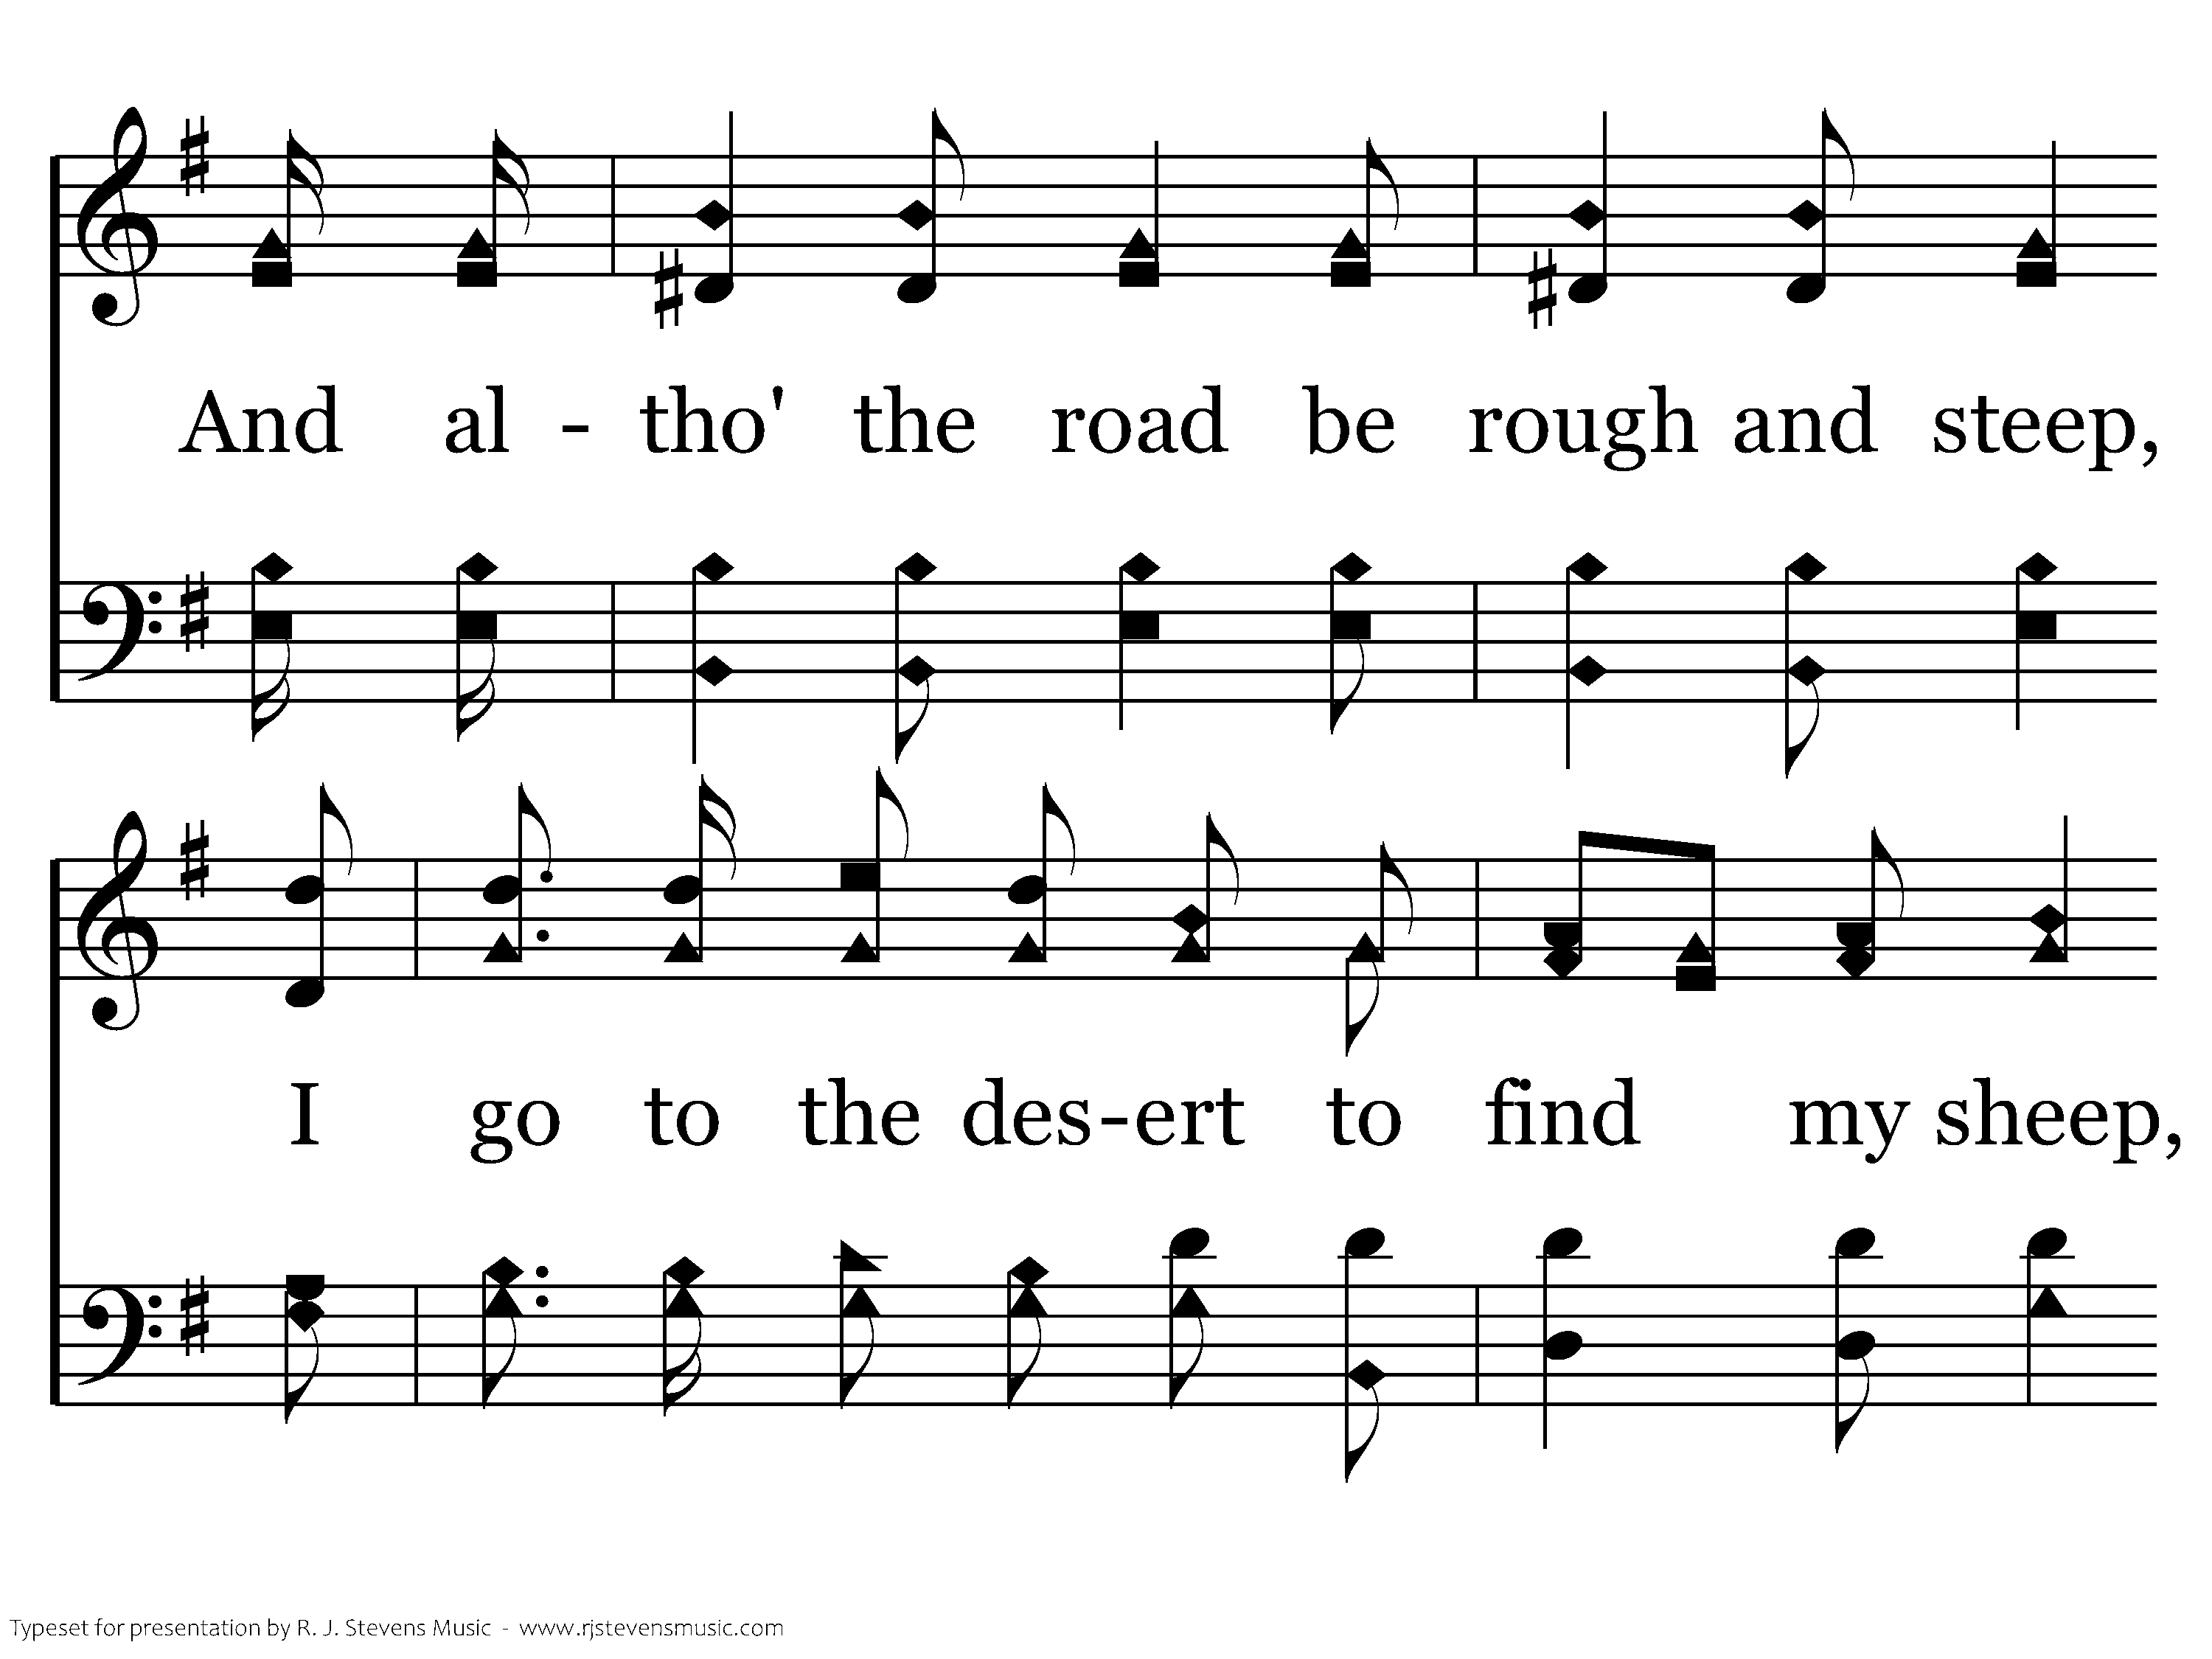 And al - tho' the road be rough and steep,
I go to the des-ert to find my sheep,
Typeset for presentation by R. J. Stevens Music - www.rjstevensmusic.com